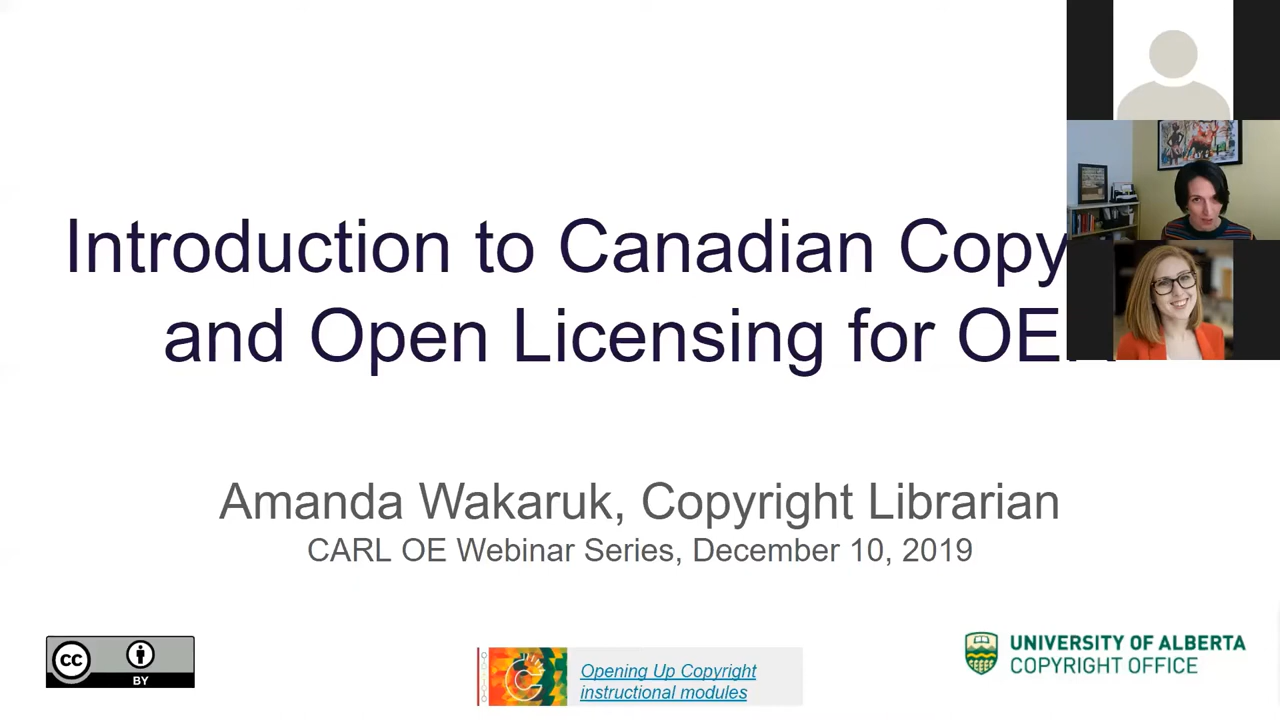 Introduction to Canadian Copy
and Open Licensing for OE
Amanda Wakaruk, Copyright Librarian
CARL OE Webinar Series, December 10, 2019
CC BY
Opening Up Copyright
instructional modules
UNIVERSITY OF ALBERTA
COPYRIGHT OFFICE